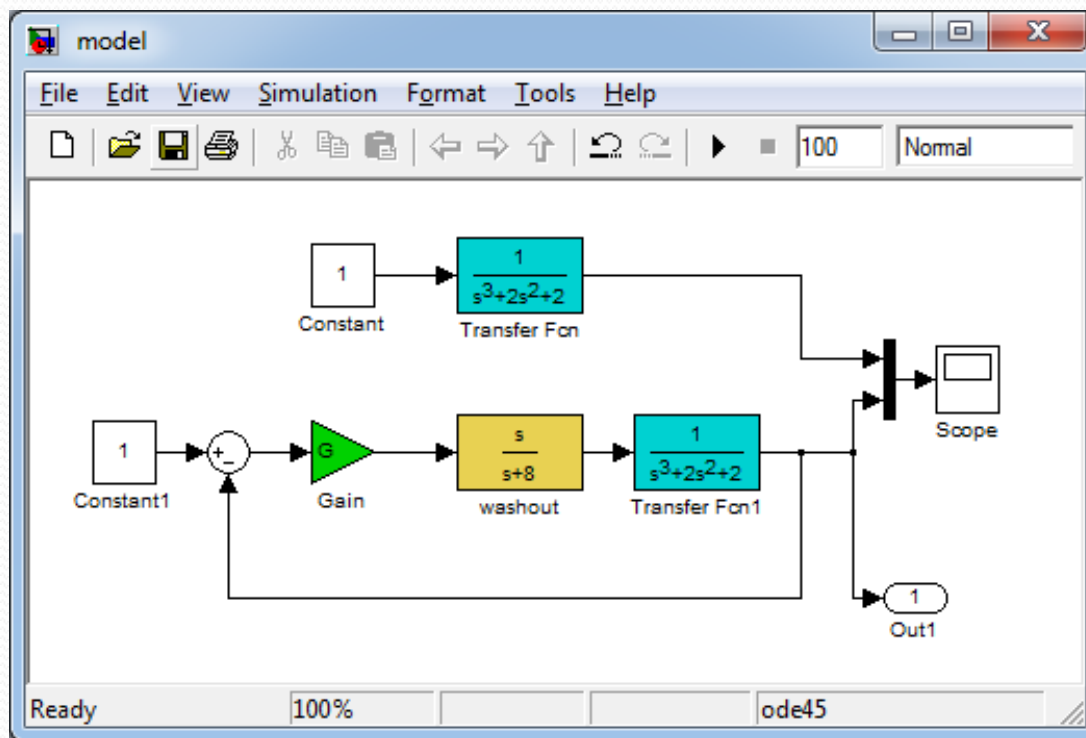 model
File Edit View Simulation Format Tools Help
100 Normal
1
Constant
1
s³+2s²+2
Transfer Fcn
Scope
1
Constant1
+
-
G
Gain
s
s+8
washout
1
s³+2s²+2
Transfer Fcn1
1
Out1
Ready 100% ode45